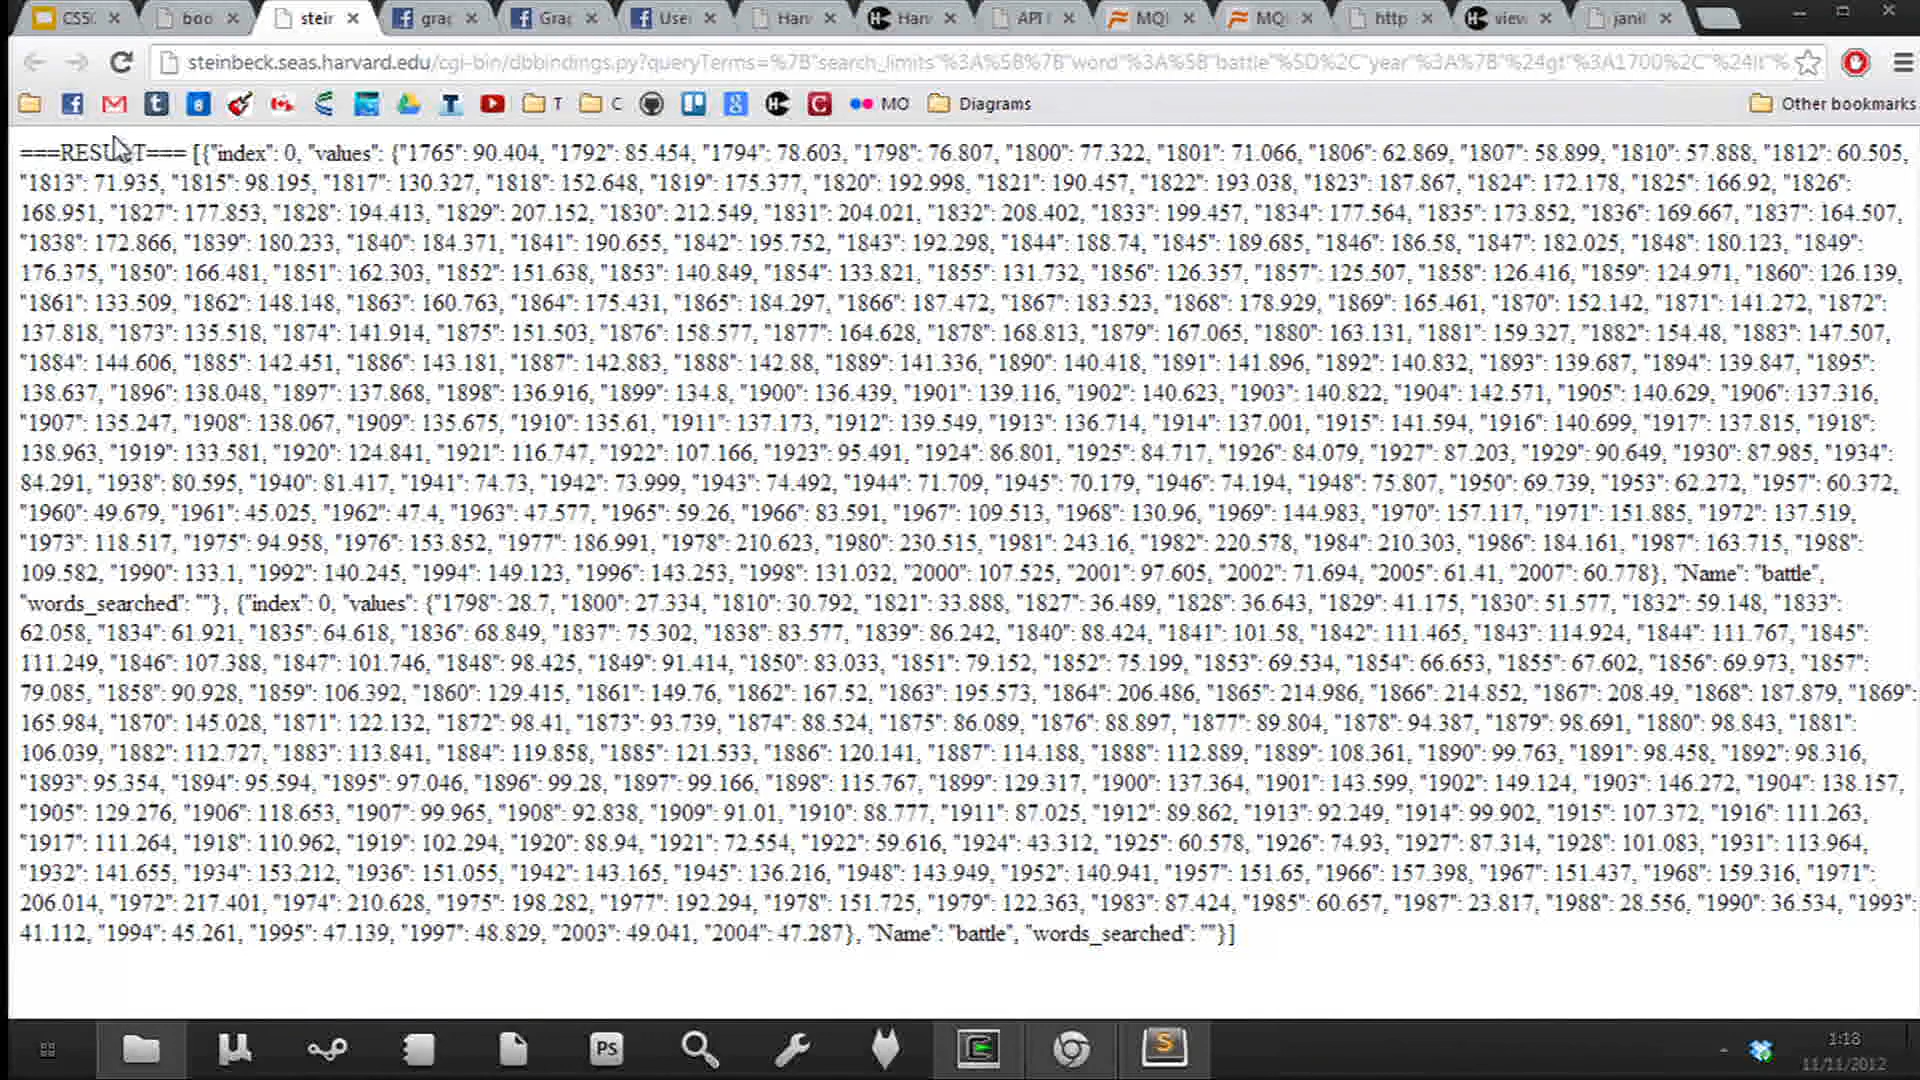 CS50
boo
steir
grap
Grap
User
Harv
Harv
API
MQL
MQL
http
view
janil
steinbeck.seas.harvard.edu/cgi-bin/dbbindings.py?queryTerms=%7B"search_limits"%3A%5B%7B"word"%3A%5B"battle"%5D%2C"year"%3A%7B"%24gt"%3A1700%2C"%24lt"%
T
C
MO
Diagrams
Other bookmarks
===RESULT=== [{"index": 0, "values": {"1765": 90.404, "1792": 85.454, "1794": 78.603, "1798": 76.807, "1800": 77.322, "1801": 71.066, "1806": 62.869, "1807": 58.899, "1810": 57.888, "1812": 60.505,
"1813": 71.935, "1815": 98.195, "1817": 130.327, "1818": 152.648, "1819": 175.377, "1820": 192.998, "1821": 190.457, "1822": 193.038, "1823": 187.867, "1824": 172.178, "1825": 166.92, "1826":
168.951, "1827": 177.853, "1828": 194.413, "1829": 207.152, "1830": 212.549, "1831": 204.021, "1832": 208.402, "1833": 199.457, "1834": 177.564, "1835": 173.852, "1836": 169.667, "1837": 164.507,
"1838": 172.866, "1839": 180.233, "1840": 184.371, "1841": 190.655, "1842": 195.752, "1843": 192.298, "1844": 188.74, "1845": 189.685, "1846": 186.58, "1847": 182.025, "1848": 180.123, "1849":
176.375, "1850": 166.481, "1851": 162.303, "1852": 151.638, "1853": 140.849, "1854": 133.821, "1855": 131.732, "1856": 126.357, "1857": 125.507, "1858": 126.416, "1859": 124.971, "1860": 126.139,
"1861": 133.509, "1862": 148.148, "1863": 160.763, "1864": 175.431, "1865": 184.297, "1866": 187.472, "1867": 183.523, "1868": 178.929, "1869": 165.461, "1870": 152.142, "1871": 141.272, "1872":
137.818, "1873": 135.518, "1874": 141.914, "1875": 151.503, "1876": 158.577, "1877": 164.628, "1878": 168.813, "1879": 167.065, "1880": 163.131, "1881": 159.327, "1882": 154.48, "1883": 147.507,
"1884": 144.606, "1885": 142.451, "1886": 143.181, "1887": 142.883, "1888": 142.88, "1889": 141.336, "1890": 140.418, "1891": 141.896, "1892": 140.832, "1893": 139.687, "1894": 139.847, "1895":
138.637, "1896": 138.048, "1897": 137.868, "1898": 136.916, "1899": 134.8, "1900": 136.439, "1901": 139.116, "1902": 140.623, "1903": 140.822, "1904": 142.571, "1905": 140.629, "1906": 137.316,
"1907": 135.247, "1908": 138.067, "1909": 135.675, "1910": 135.61, "1911": 137.173, "1912": 139.549, "1913": 136.714, "1914": 137.001, "1915": 141.594, "1916": 140.699, "1917": 137.815, "1918":
138.963, "1919": 133.581, "1920": 124.841, "1921": 116.747, "1922": 107.166, "1923": 95.491, "1924": 86.801, "1925": 84.717, "1926": 84.079, "1927": 87.203, "1929": 90.649, "1930": 87.985, "1934":
84.291, "1938": 80.595, "1940": 81.417, "1941": 74.73, "1942": 73.999, "1943": 74.492, "1944": 71.709, "1945": 70.179, "1946": 74.194, "1948": 75.807, "1950": 69.739, "1953": 62.272, "1957": 60.372,
"1960": 49.679, "1961": 45.025, "1962": 47.4, "1963": 47.577, "1965": 59.26, "1966": 83.591, "1967": 109.513, "1968": 130.96, "1969": 144.983, "1970": 157.117, "1971": 151.885, "1972": 137.519,
"1973": 118.517, "1975": 94.958, "1976": 153.852, "1977": 186.991, "1978": 210.623, "1980": 230.515, "1981": 243.16, "1982": 220.578, "1984": 210.303, "1986": 184.161, "1987": 163.715, "1988":
109.582, "1990": 133.1, "1992": 140.245, "1994": 149.123, "1996": 143.253, "1998": 131.032, "2000": 107.525, "2001": 97.605, "2002": 71.694, "2005": 61.41, "2007": 60.778}, "Name": "battle",
"words_searched": ""}, {"index": 0, "values": {"1798": 28.7, "1800": 27.334, "1810": 30.792, "1821": 33.888, "1827": 36.489, "1828": 36.643, "1829": 41.175, "1830": 51.577, "1832": 59.148, "1833":
62.058, "1834": 61.921, "1835": 64.618, "1836": 68.849, "1837": 75.302, "1838": 83.577, "1839": 86.242, "1840": 88.424, "1841": 101.58, "1842": 111.465, "1843": 114.924, "1844": 111.767, "1845":
111.249, "1846": 107.388, "1847": 101.746, "1848": 98.425, "1849": 91.414, "1850": 83.033, "1851": 79.152, "1852": 75.199, "1853": 69.534, "1854": 66.653, "1855": 67.602, "1856": 69.973, "1857":
79.085, "1858": 90.928, "1859": 106.392, "1860": 129.415, "1861": 149.76, "1862": 167.52, "1863": 195.573, "1864": 206.486, "1865": 214.986, "1866": 214.852, "1867": 208.49, "1868": 187.879, "1869":
165.984, "1870": 145.028, "1871": 122.132, "1872": 98.41, "1873": 93.739, "1874": 88.524, "1875": 86.089, "1876": 88.897, "1877": 89.804, "1878": 94.387, "1879": 98.691, "1880": 98.843, "1881":
106.039, "1882": 112.727, "1883": 113.841, "1884": 119.858, "1885": 121.533, "1886": 120.141, "1887": 114.188, "1888": 112.889, "1889": 108.361, "1890": 99.763, "1891": 98.458, "1892": 98.316,
"1893": 95.354, "1894": 95.594, "1895": 97.046, "1896": 99.28, "1897": 99.166, "1898": 115.767, "1899": 129.317, "1900": 137.364, "1901": 143.599, "1902": 149.124, "1903": 146.272, "1904": 138.157,
"1905": 129.276, "1906": 118.653, "1907": 99.965, "1908": 92.838, "1909": 91.01, "1910": 88.777, "1911": 87.025, "1912": 89.862, "1913": 92.249, "1914": 99.902, "1915": 107.372, "1916": 111.263,
"1917": 111.264, "1918": 110.962, "1919": 102.294, "1920": 88.94, "1921": 72.554, "1922": 59.616, "1924": 43.312, "1925": 60.578, "1926": 74.93, "1927": 87.314, "1928": 101.083, "1931": 113.964,
"1932": 141.655, "1934": 153.212, "1936": 151.055, "1942": 143.165, "1945": 136.216, "1948": 143.949, "1952": 140.941, "1957": 151.65, "1966": 157.398, "1967": 151.437, "1968": 159.316, "1971":
206.014, "1972": 217.401, "1974": 210.628, "1975": 198.282, "1977": 192.294, "1978": 151.725, "1979": 122.363, "1983": 87.424, "1985": 60.657, "1987": 23.817, "1988": 28.556, "1990": 36.534, "1993":
41.112, "1994": 45.261, "1995": 47.139, "1997": 48.829, "2003": 49.041, "2004": 47.287}, "Name": "battle", "words_searched": ""}]
PS
1:18
11/11/2012